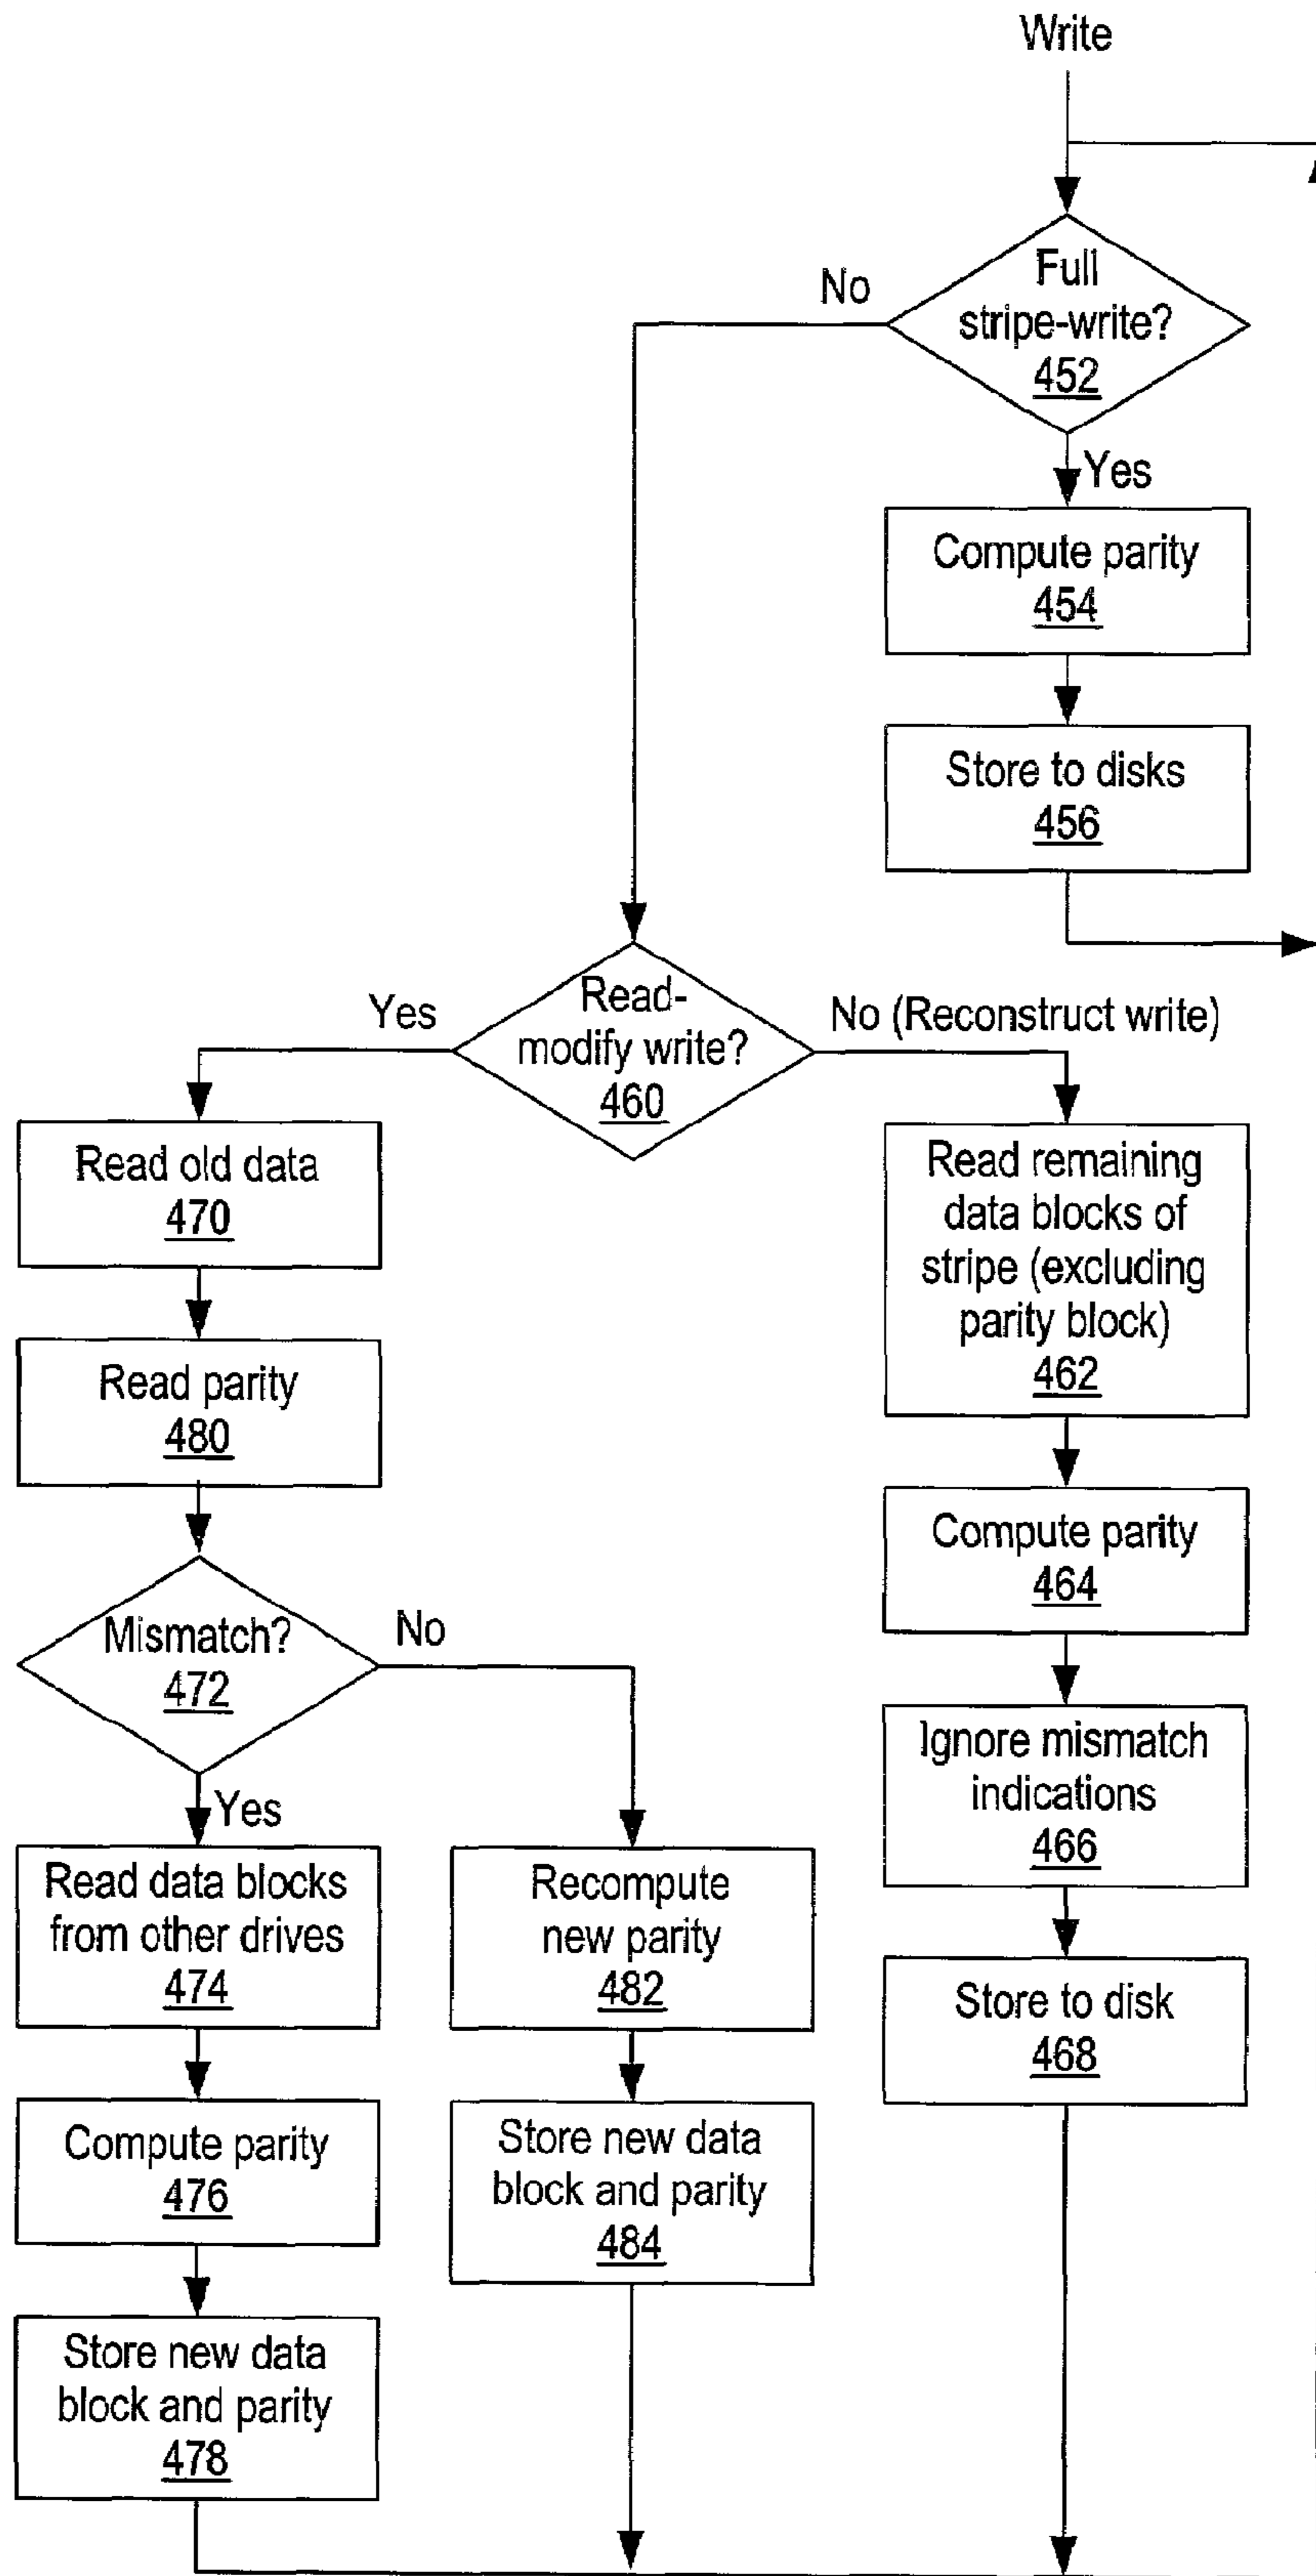 Write
Full
stripe-write?
452
No
Yes
Compute parity
454
Store to disks
456
Read-
modify write?
460
Yes
No (Reconstruct write)
Read old data
470
Read parity
480
Mismatch?
472
No
Yes
Read data blocks
from other drives
474
Compute parity
476
Store new data
block and parity
478
Recompute
new parity
482
Store new data
block and parity
484
Read remaining
data blocks of
stripe (excluding
parity block)
462
Compute parity
464
Ignore mismatch
indications
466
Store to disk
468